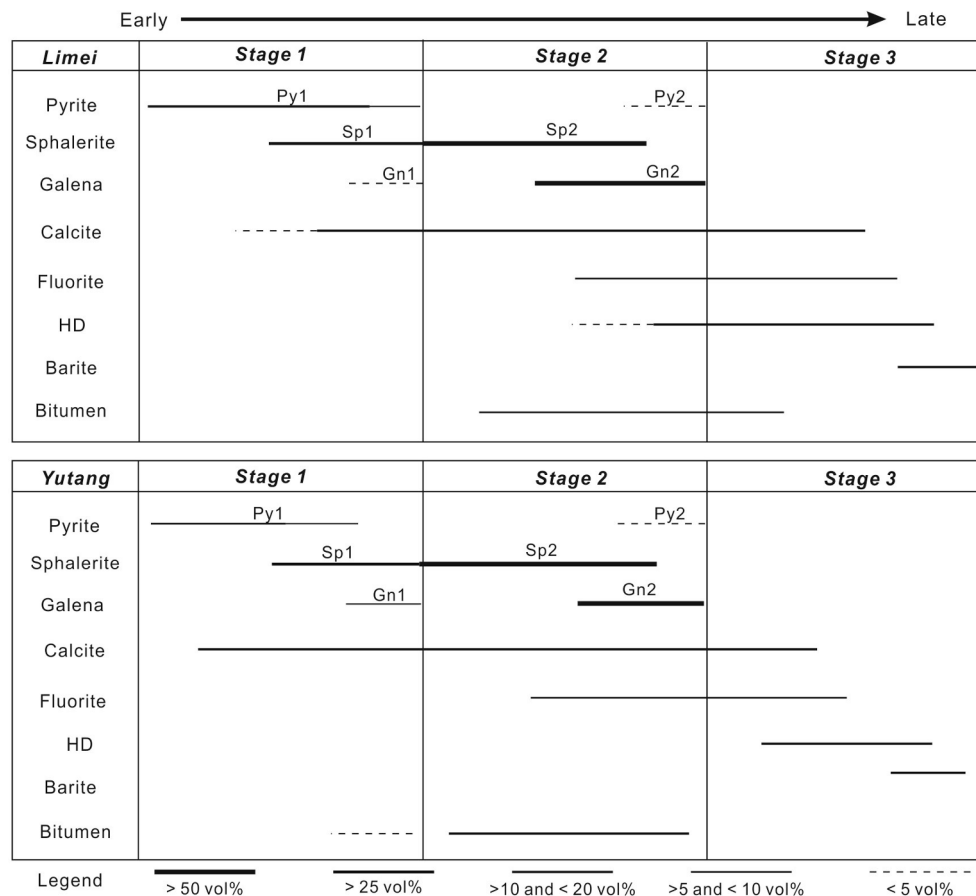 Early Late
Limei Stage 1 Stage 2 Stage 3
Pyrite Py1 Py2
Sphalerite Sp1 Sp2
Galena Gn1 Gn2
Calcite
Fluorite
HD
Barite
Bitumen
Yutang Stage 1 Stage 2 Stage 3
Pyrite Py1 Py2
Sphalerite Sp1 Sp2
Galena Gn1 Gn2
Calcite
Fluorite
HD
Barite
Bitumen
Legend > 50 vol% > 25 vol% >10 and < 20 vol% >5 and < 10 vol% < 5 vol%